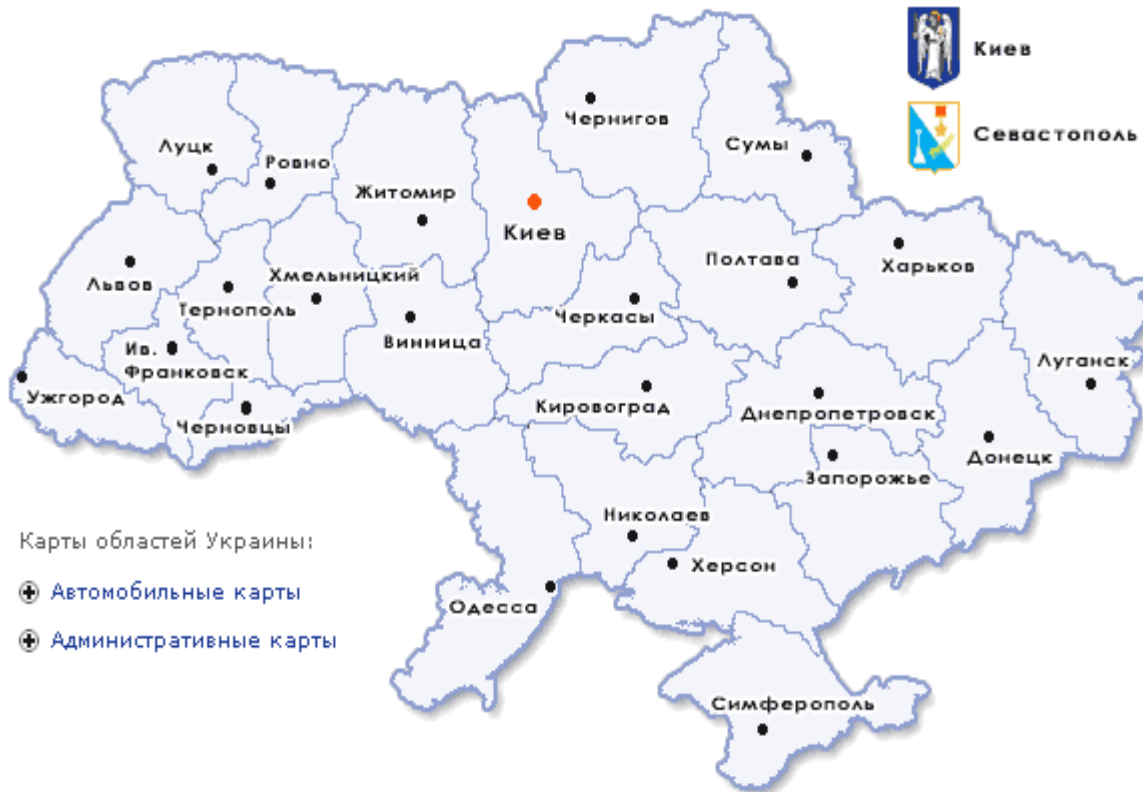 Киев
Севастополь
Чернигов
Луцк
Ровно
Сумы
Житомир
Киев
Полтава
Харьков
Львов
Хмельницкий
Тернополь
Черкасы
Винница
Ив.
Франковск
Луганск
Ужгород
Черновцы
Кировоград
Днепропетровск
Донецк
Запорожье
Николаев
Херсон
Карты областей Украины:
Автомобильные карты
Одесса
Административные карты
Симферополь